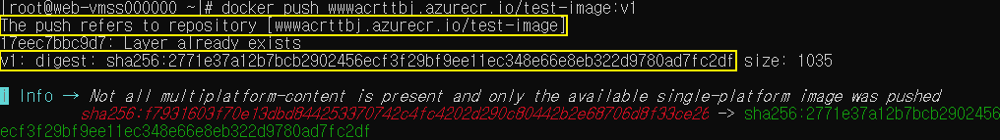 [root@web-vmss000000 ~]# docker push wwwacrttbj.azurecr.io/test-image:v1
The push refers to repository [wwwacrttbj.azurecr.io/test-image]
17eec7bbc9d7: Layer already exists
v1: digest: sha256:2771e37a12b7bcb2902456ecf3f29bf9ee11ec348e66e8eb322d9780ad7fc2df size: 1035
i Info → Not all multiplatform-content is present and only the available single-platform image was pushed
sha256:f7931603f70e13dbd844253370742c4fc4202d290c80442b2e68706d8f33ce26 -> sha256:2771e37a12b7bcb2902456
ecf3f29bf9ee11ec348e66e8eb322d9780ad7fc2df